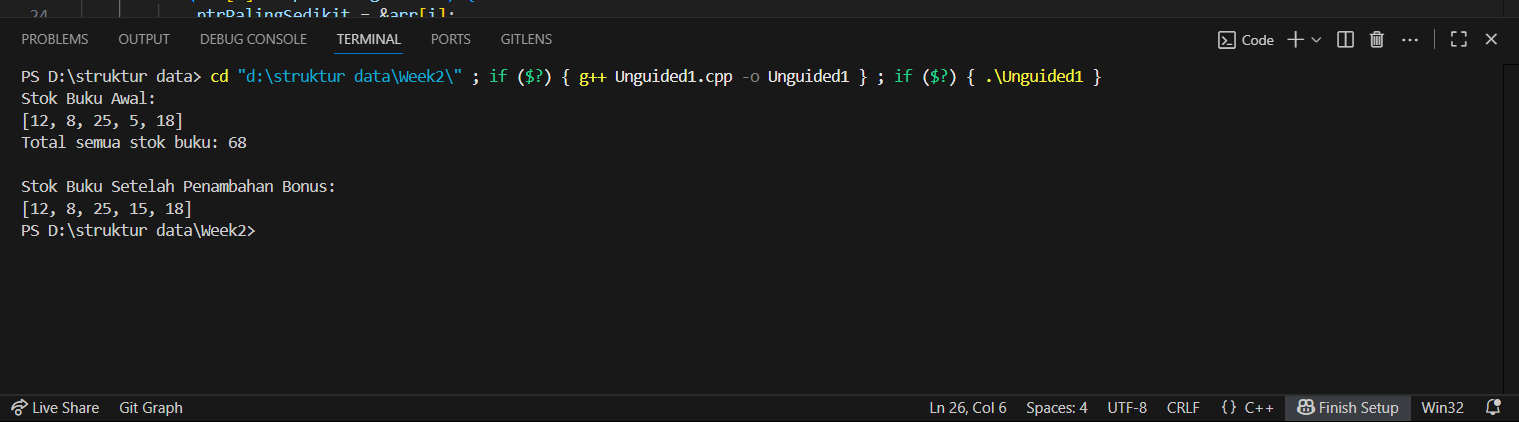 24 ptrPalingSedikit = &arr[i];
PROBLEMS OUTPUT DEBUG CONSOLE TERMINAL PORTS GITLENS Code
PS D:\struktur data> cd "d:\struktur data\Week2\" ; if ($?) { g++ Unguided1.cpp -o Unguided1 } ; if ($?) { .\Unguided1 }
Stok Buku Awal:
[12, 8, 25, 5, 18]
Total semua stok buku: 68
Stok Buku Setelah Penambahan Bonus:
[12, 8, 25, 15, 18]
PS D:\struktur data\Week2>
Live Share Git Graph Ln 26, Col 6 Spaces: 4 UTF-8 CRLF {} C++ Finish Setup Win32